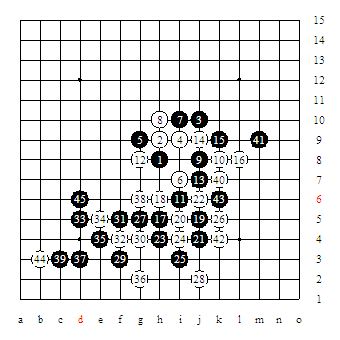 15
14
13
12
11
8 7 3 10
5 2 4 14 15 41 9
12 1 9 10 16 8
6 13 40 7
45 38 18 11 22 43 6
33 34 31 27 17 20 19 26 5
35 32 30 23 24 21 42 4
44 39 37 29 25 3
36 28 2
1
a b c d e f g h i j k l m n o